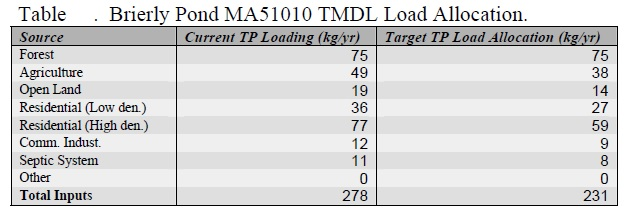 Table . Brierly Pond MA51010 TMDL Load Allocation.
Source Current TP Loading (kg/yr) Target TP Load Allocation (kg/yr)
Forest 75 75
Agriculture 49 38
Open Land 19 14
Residential (Low den.) 36 27
Residential (High den.) 77 59
Comm. Indust. 12 9
Septic System 11 8
Other 0 0
Total Inputs 278 231